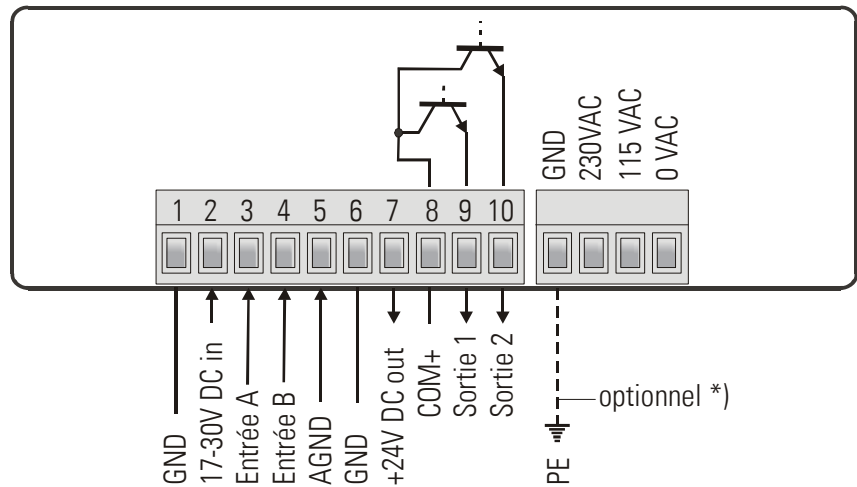 GND
230VAC
115 VAC
0 VAC
1 2 3 4 5 6 7 8 9 10
GND
17-30V DC in
Entrée A
Entrée B
AGND
GND
+24V DC out
COM+
Sortie 1
Sortie 2
optionnel *)
PE